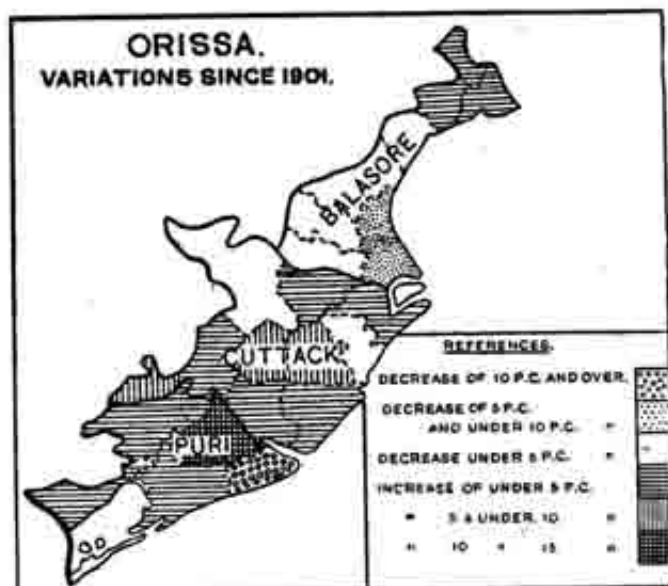 ORISSA.
VARIATIONS SINCE 1901.
BALASORE
CUTTACK
PURI
REFERENCES.
DECREASE OF 10 P.C. AND OVER.
DECREASE OF 5 P.C.
AND UNDER 10 P.C. "
DECREASE UNDER 5 P.C. "
INCREASE OF UNDER 5 P.C.
" 5 & UNDER 10 "
" 10 " 15 "